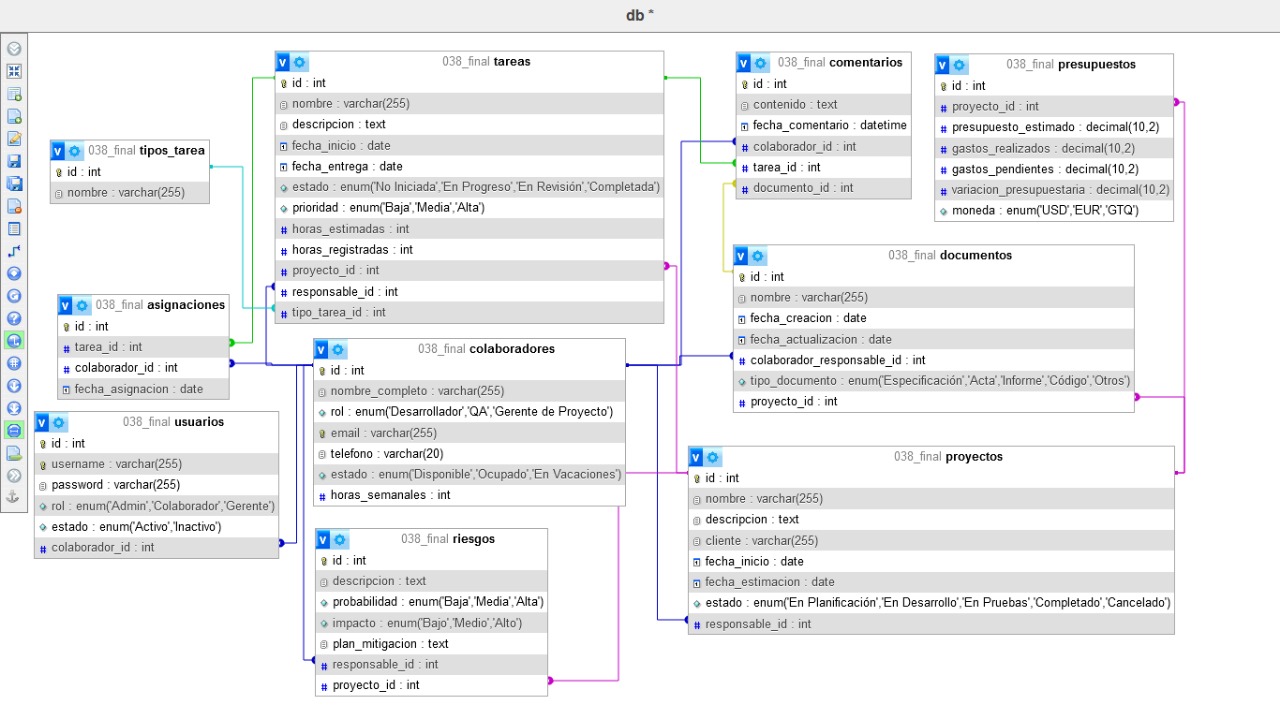 db *
038_final tareas
id : int
nombre : varchar(255)
descripcion : text
fecha_inicio : date
fecha_entrega : date
estado : enum('No Iniciada','En Progreso','En Revisión','Completada')
prioridad : enum('Baja','Media','Alta')
horas_estimadas : int
horas_registradas : int
proyecto_id : int
responsable_id : int
tipo_tarea_id : int
038_final comentarios
id : int
contenido : text
fecha_comentario : datetime
colaborador_id : int
tarea_id : int
documento_id : int
038_final presupuestos
id : int
proyecto_id : int
presupuesto_estimado : decimal(10,2)
gastos_realizados : decimal(10,2)
gastos_pendientes : decimal(10,2)
variacion_presupuestaria : decimal(10,2)
moneda : enum('USD','EUR','GTQ')
038_final tipos_tarea
id : int
nombre : varchar(255)
038_final documentos
id : int
nombre : varchar(255)
fecha_creacion : date
fecha_actualizacion : date
colaborador_responsable_id : int
tipo_documento : enum('Especificación','Acta','Informe','Código','Otros')
proyecto_id : int
038_final asignaciones
id : int
tarea_id : int
colaborador_id : int
fecha_asignacion : date
038_final colaboradores
id : int
nombre_completo : varchar(255)
rol : enum('Desarrollador','QA','Gerente de Proyecto')
email : varchar(255)
telefono : varchar(20)
estado : enum('Disponible','Ocupado','En Vacaciones')
horas_semanales : int
038_final usuarios
id : int
username : varchar(255)
password : varchar(255)
rol : enum('Admin','Colaborador','Gerente')
estado : enum('Activo','Inactivo')
colaborador_id : int
038_final proyectos
id : int
nombre : varchar(255)
descripcion : text
cliente : varchar(255)
fecha_inicio : date
fecha_estimacion : date
estado : enum('En Planificación','En Desarrollo','En Pruebas','Completado','Cancelado')
responsable_id : int
038_final riesgos
id : int
descripcion : text
probabilidad : enum('Baja','Media','Alta')
impacto : enum('Bajo','Medio','Alto')
plan_mitigacion : text
responsable_id : int
proyecto_id : int